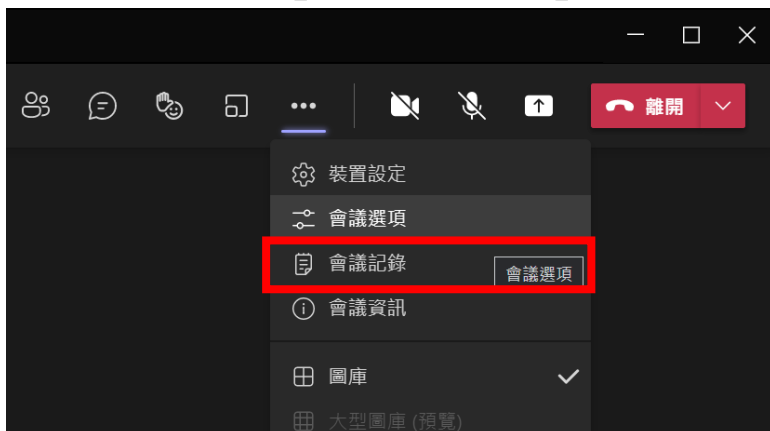 離開
裝置設定
會議選項
會議記錄
會議選項
會議資訊
圖庫
大型圖庫 (預覽)